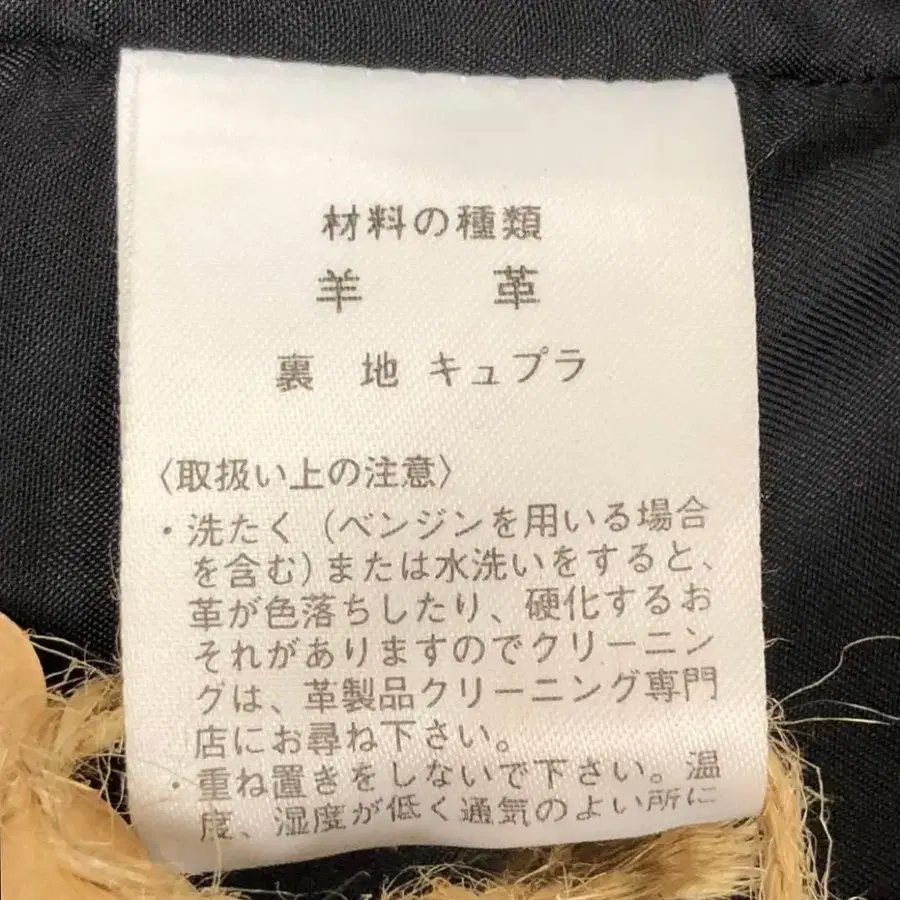 材料の種類
羊 革
裏 地 キュプラ
〈取扱い上の注意〉
・洗たく（ベンジンを用いる場合
を含む）または水洗いをすると、
革が色落ちしたり、硬化するお
それがありますのでクリーニン
グは、革製品クリーニング専門
店にお尋ね下さい。
・重ね置きをしないで下さい。温
度、湿度が低く通気のよい所に